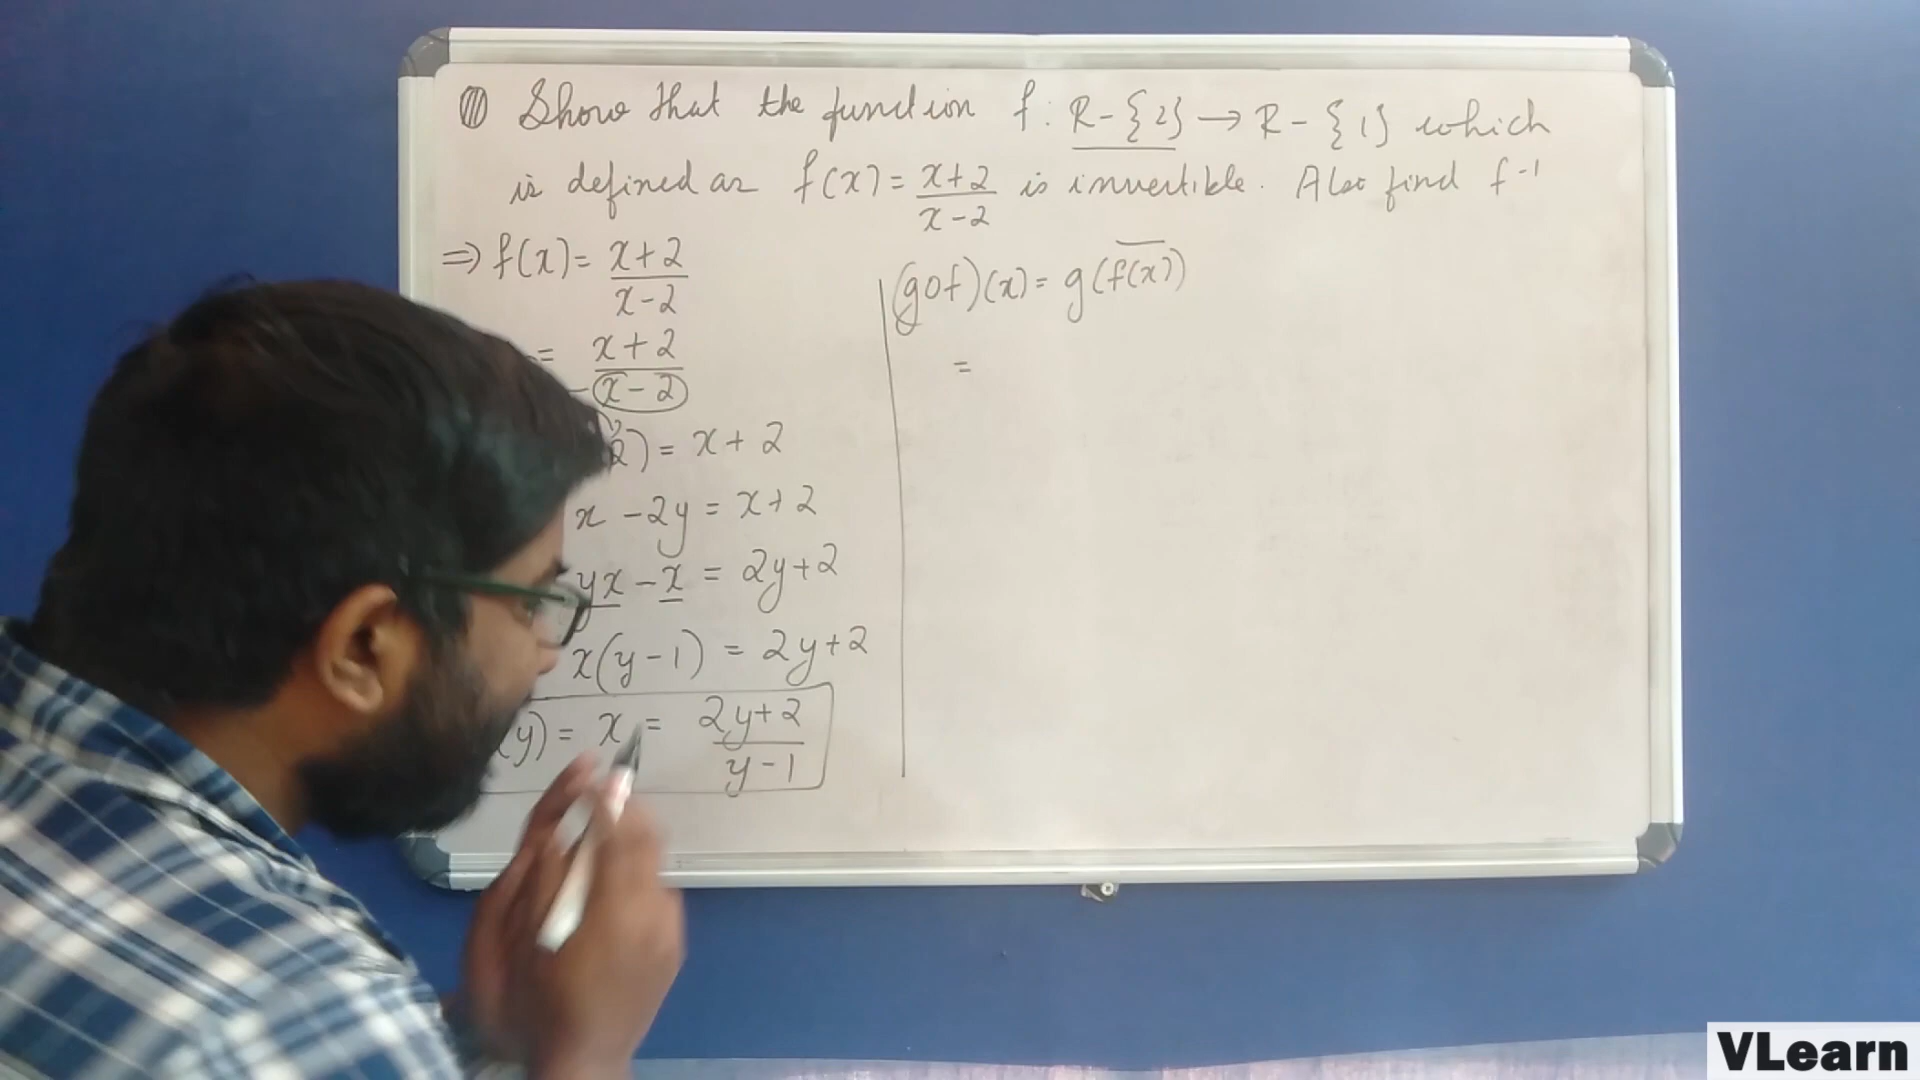 Show that the function f : R - {2} → R - {1} which
is defined as f(x) = x+2 / x-2 is invertible. Also find f-1
⇒ f(x) = x+2 / x-2
= x+2 / x-2
2) = x+2
x - 2y = x+2
yx - x = 2y+2
x(y-1) = 2y+2
(y) = x = 2y+2 / y-1
(gof)(x) = g(f(x))
=
VLearn